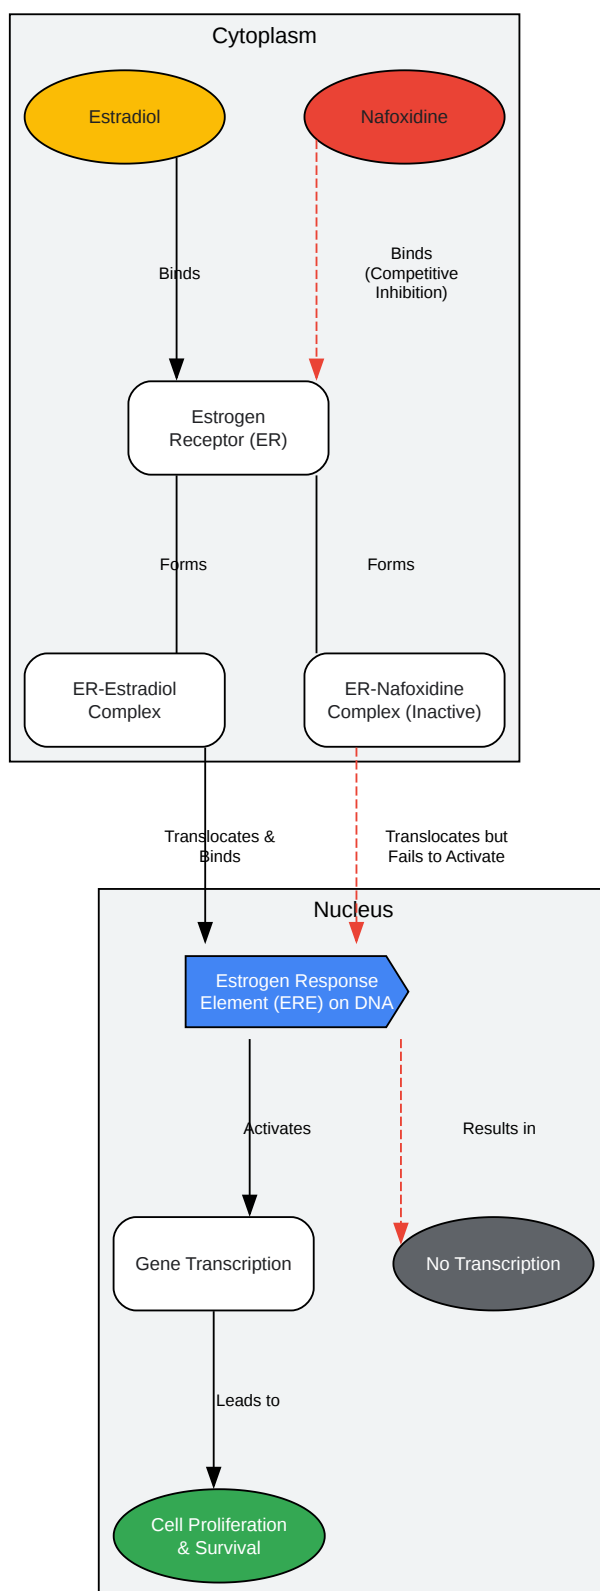 Cytoplasm
Estradiol
Nafoxidine
Binds
Binds
(Competitive
Inhibition)
Estrogen
Receptor (ER)
Forms
Forms
ER-Estradiol
Complex
ER-Nafoxidine
Complex (Inactive)
Translocates &
Binds
Translocates but
Fails to Activate
Nucleus
Estrogen Response
Element (ERE) on DNA
Activates
Results in
Gene Transcription
No Transcription
Leads to
Cell Proliferation
& Survival